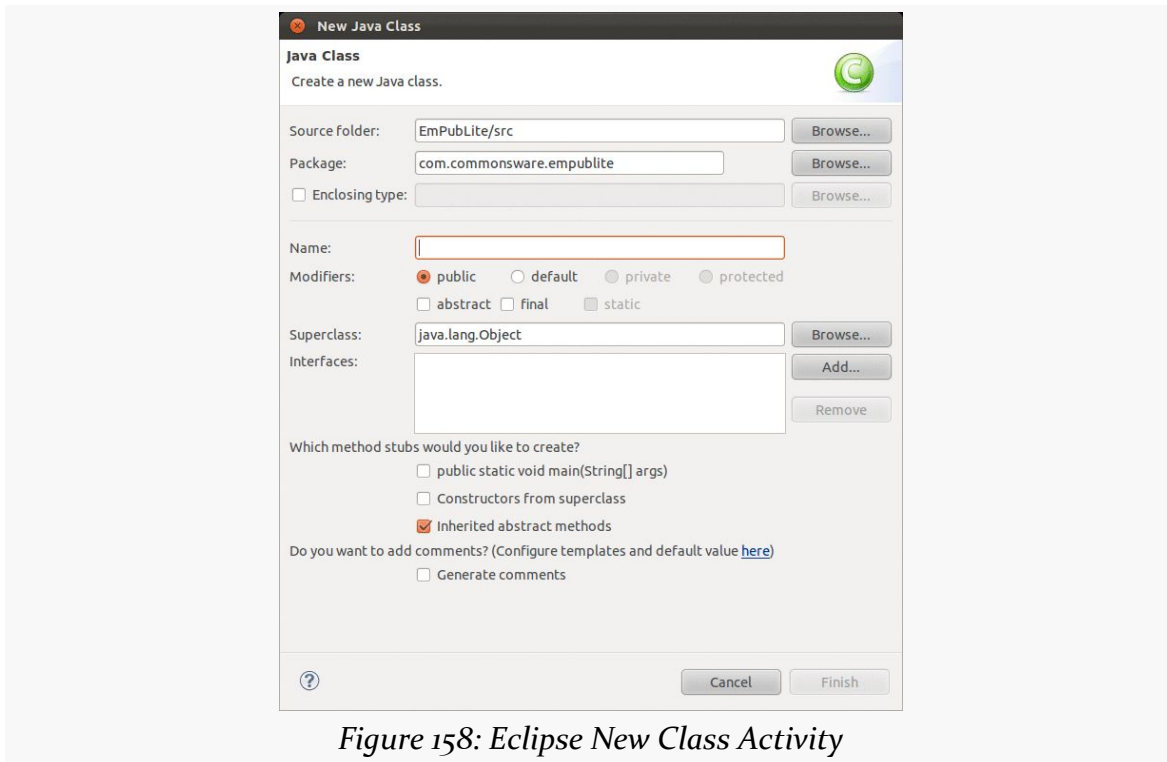 New Java Class
Java Class
Create a new Java class.
Source folder: EmPubLite/src Browse...
Package: com.commonsware.empublite Browse...
Enclosing type: Browse...
Name:
Modifiers: public default private protected
abstract final static
Superclass: java.lang.Object Browse...
Interfaces: Add...
Remove
Which method stubs would you like to create?
public static void main(String[] args)
Constructors from superclass
Inherited abstract methods
Do you want to add comments? (Configure templates and default value here)
Generate comments
? Cancel Finish
Figure 158: Eclipse New Class Activity